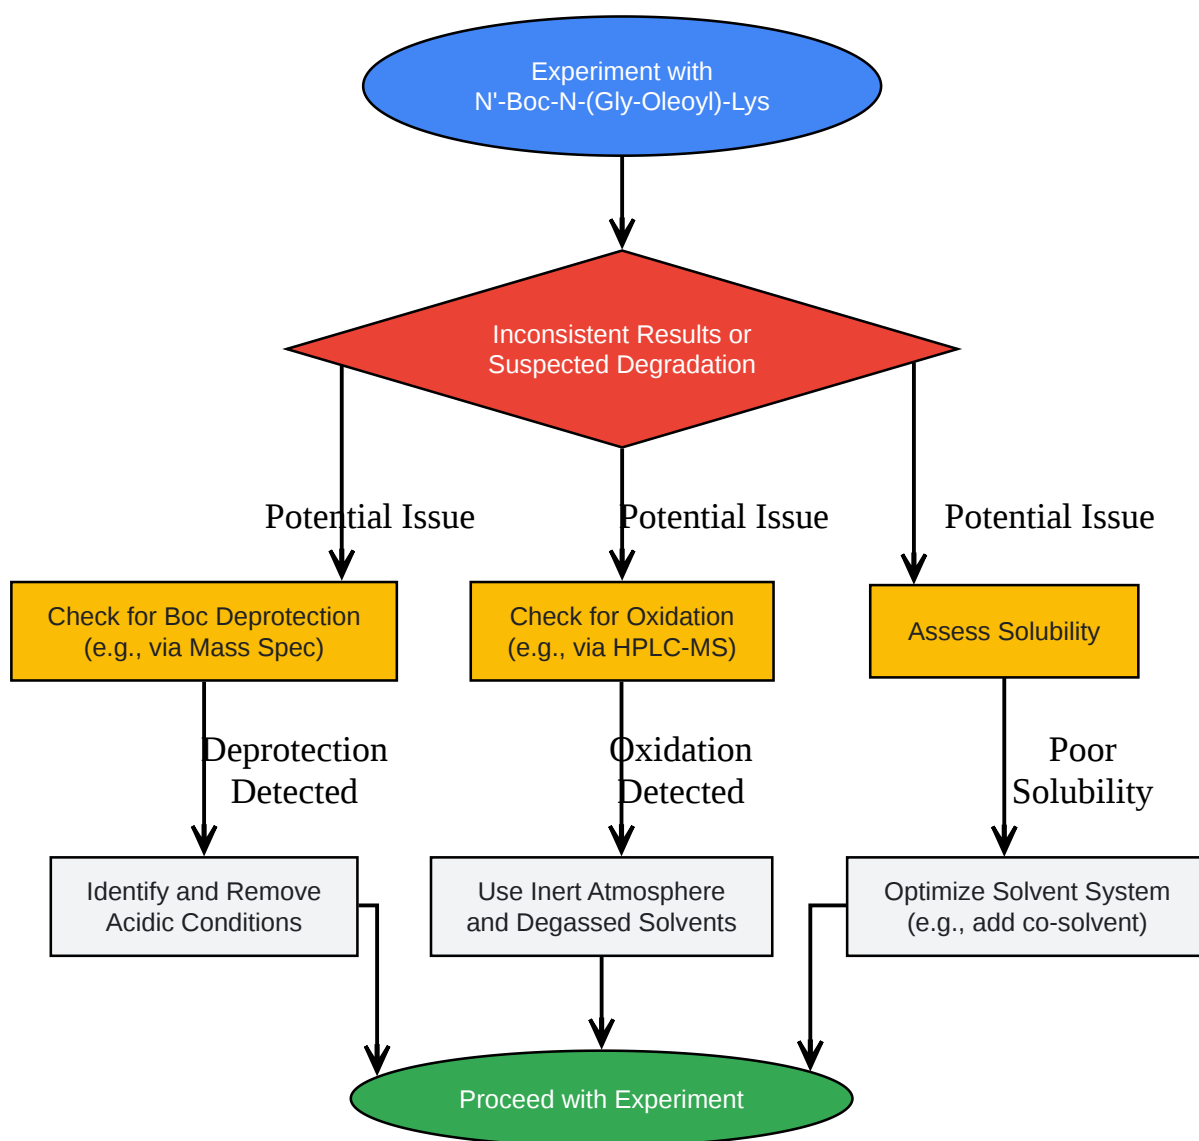 Experiment with
N'-Boc-N-(Gly-Oleoyl)-Lys
Inconsistent Results or
Suspected Degradation
Potential Issue
Potential Issue
Potential Issue
Check for Boc Deprotection
(e.g., via Mass Spec)
Check for Oxidation
(e.g., via HPLC-MS)
Assess Solubility
Deprotection
Detected
Oxidation
Detected
Poor
Solubility
Identify and Remove
Acidic Conditions
Use Inert Atmosphere
and Degassed Solvents
Optimize Solvent System
(e.g., add co-solvent)
Proceed with Experiment